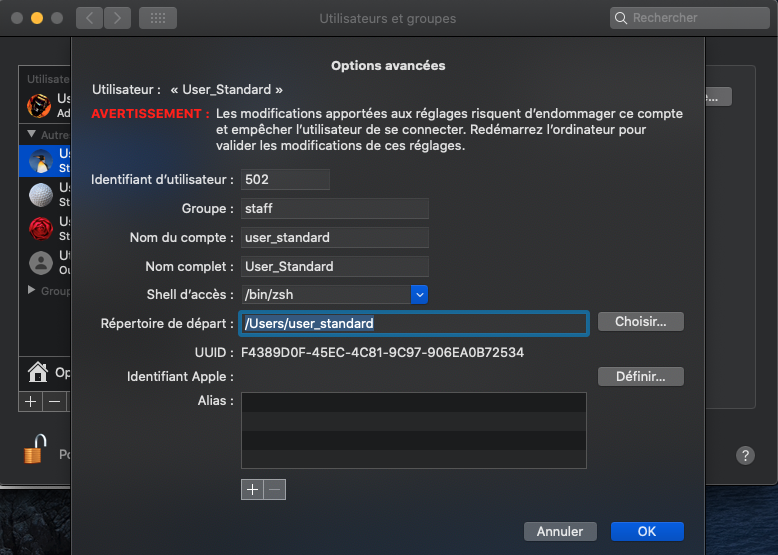 Utilisateurs et groupes
Rechercher
Options avancées
Utilisateur : « User_Standard »
AVERTISSEMENT : Les modifications apportées aux réglages risquent d’endommager ce compte
et empêcher l’utilisateur de se connecter. Redémarrez l’ordinateur pour
valider les modifications de ces réglages.
Identifiant d’utilisateur : 502
Groupe : staff
Nom du compte : user_standard
Nom complet : User_Standard
Shell d’accès : /bin/zsh
Répertoire de départ : /Users/user_standard
Choisir...
UUID : F4389D0F-45EC-4C81-9C97-906EA0B72534
Identifiant Apple :
Définir...
Alias :
+ −
Annuler
OK
Utilisate
Us
Ad
Autre
Us
St
Us
St
Us
St
Ut
Ou
Group
Op
+ −
Po
e...
?